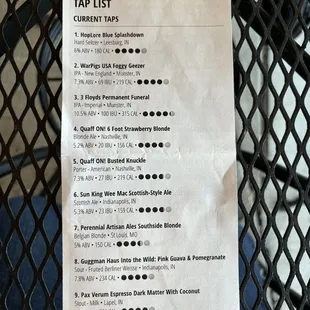 TAP LIST
CURRENT TAPS
1. HopLore Blue Splashdown
Hard Seltzer • Leesburg, IN
6% ABV • 180 CAL •
2. WarPigs USA Foggy Geezer
IPA - New England • Munster, IN
7.3% ABV • 69 IBU • 219 CAL •
3. 3 Floyds Permanent Funeral
IPA - Imperial • Munster, IN
10.5% ABV • 100 IBU • 315 CAL •
4. Quaff ON! 6 Foot Strawberry Blonde
Blonde Ale • Nashville, IN
5.2% ABV • 20 IBU • 156 CAL •
5. Quaff ON! Busted Knuckle
Porter - American • Nashville, IN
7.3% ABV • 27 IBU • 219 CAL •
6. Sun King Wee Mac Scottish-Style Ale
Scottish Ale • Indianapolis, IN
5.3% ABV • 23 IBU • 159 CAL •
7. Perennial Artisan Ales Southside Blonde
Belgian Blonde • St Louis, MO
5% ABV • 150 CAL •
8. Guggman Haus Into the Wild: Pink Guava & Pomegranate
Sour - Fruited Berliner Weisse • Indianapolis, IN
7.8% ABV • 234 CAL •
9. Pax Verum Espresso Dark Matter With Coconut
Stout - Milk • Lapel, IN